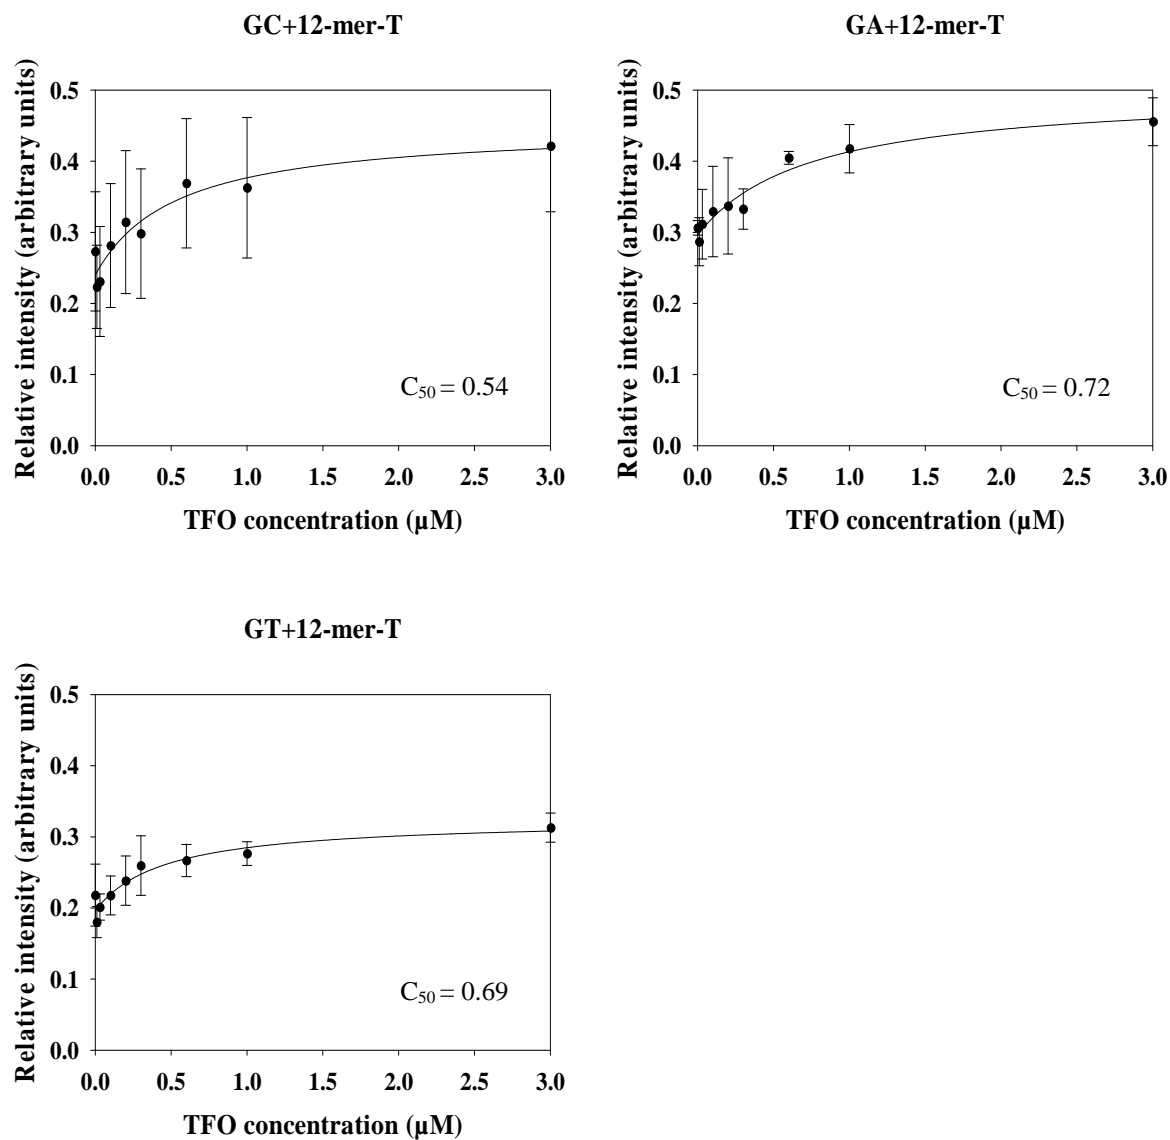 GC+12-mer-T
GA+12-mer-T
Relative intensity (arbitrary units)
0.5
0.4
0.3
0.2
0.1
0.0
C₅₀ = 0.54
0.0 0.5 1.0 1.5 2.0 2.5 3.0
TFO concentration (µM)
Relative intensity (arbitrary units)
0.5
0.4
0.3
0.2
0.1
0.0
C₅₀ = 0.72
0.0 0.5 1.0 1.5 2.0 2.5 3.0
TFO concentration (µM)
GT+12-mer-T
Relative intensity (arbitrary units)
0.5
0.4
0.3
0.2
0.1
0.0
C₅₀ = 0.69
0.0 0.5 1.0 1.5 2.0 2.5 3.0
TFO concentration (µM)